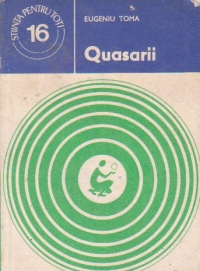 ȘTIINȚA PENTRU TOȚI
16
EUGENIU TOMA
Quasarii